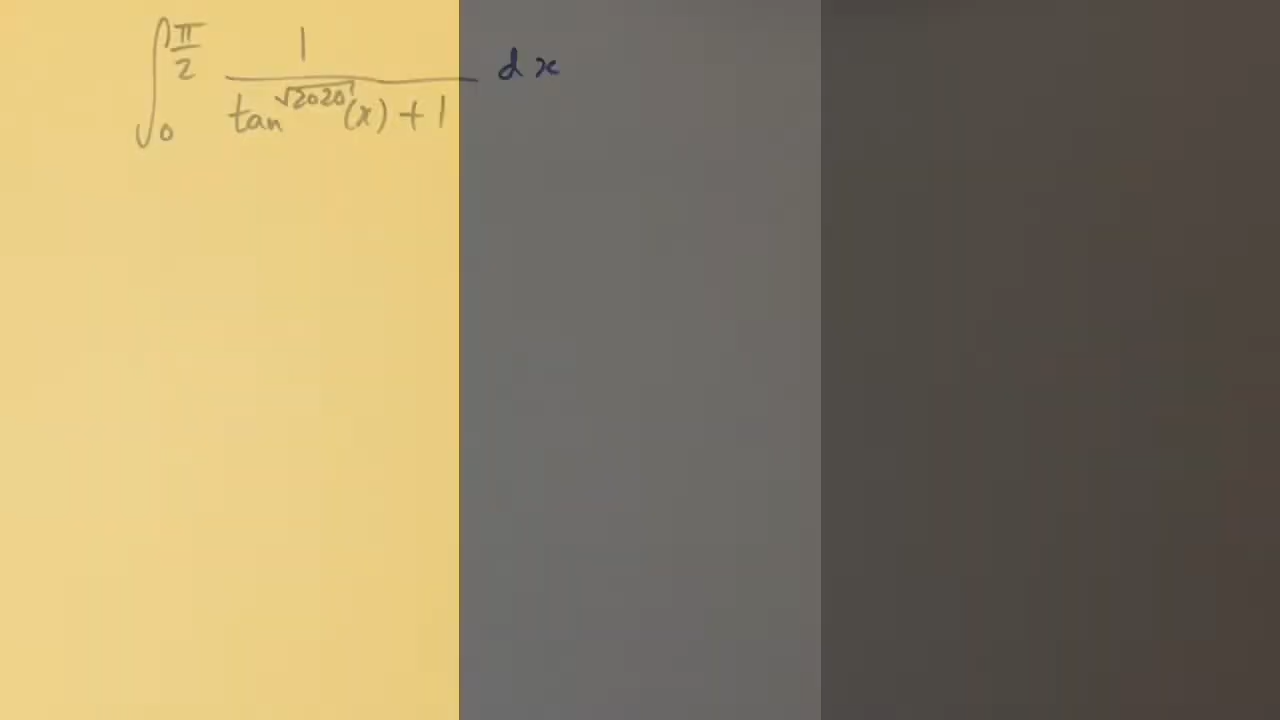 ∫₀^{π/2} 1/(tan^{√2020}(x) + 1) dx